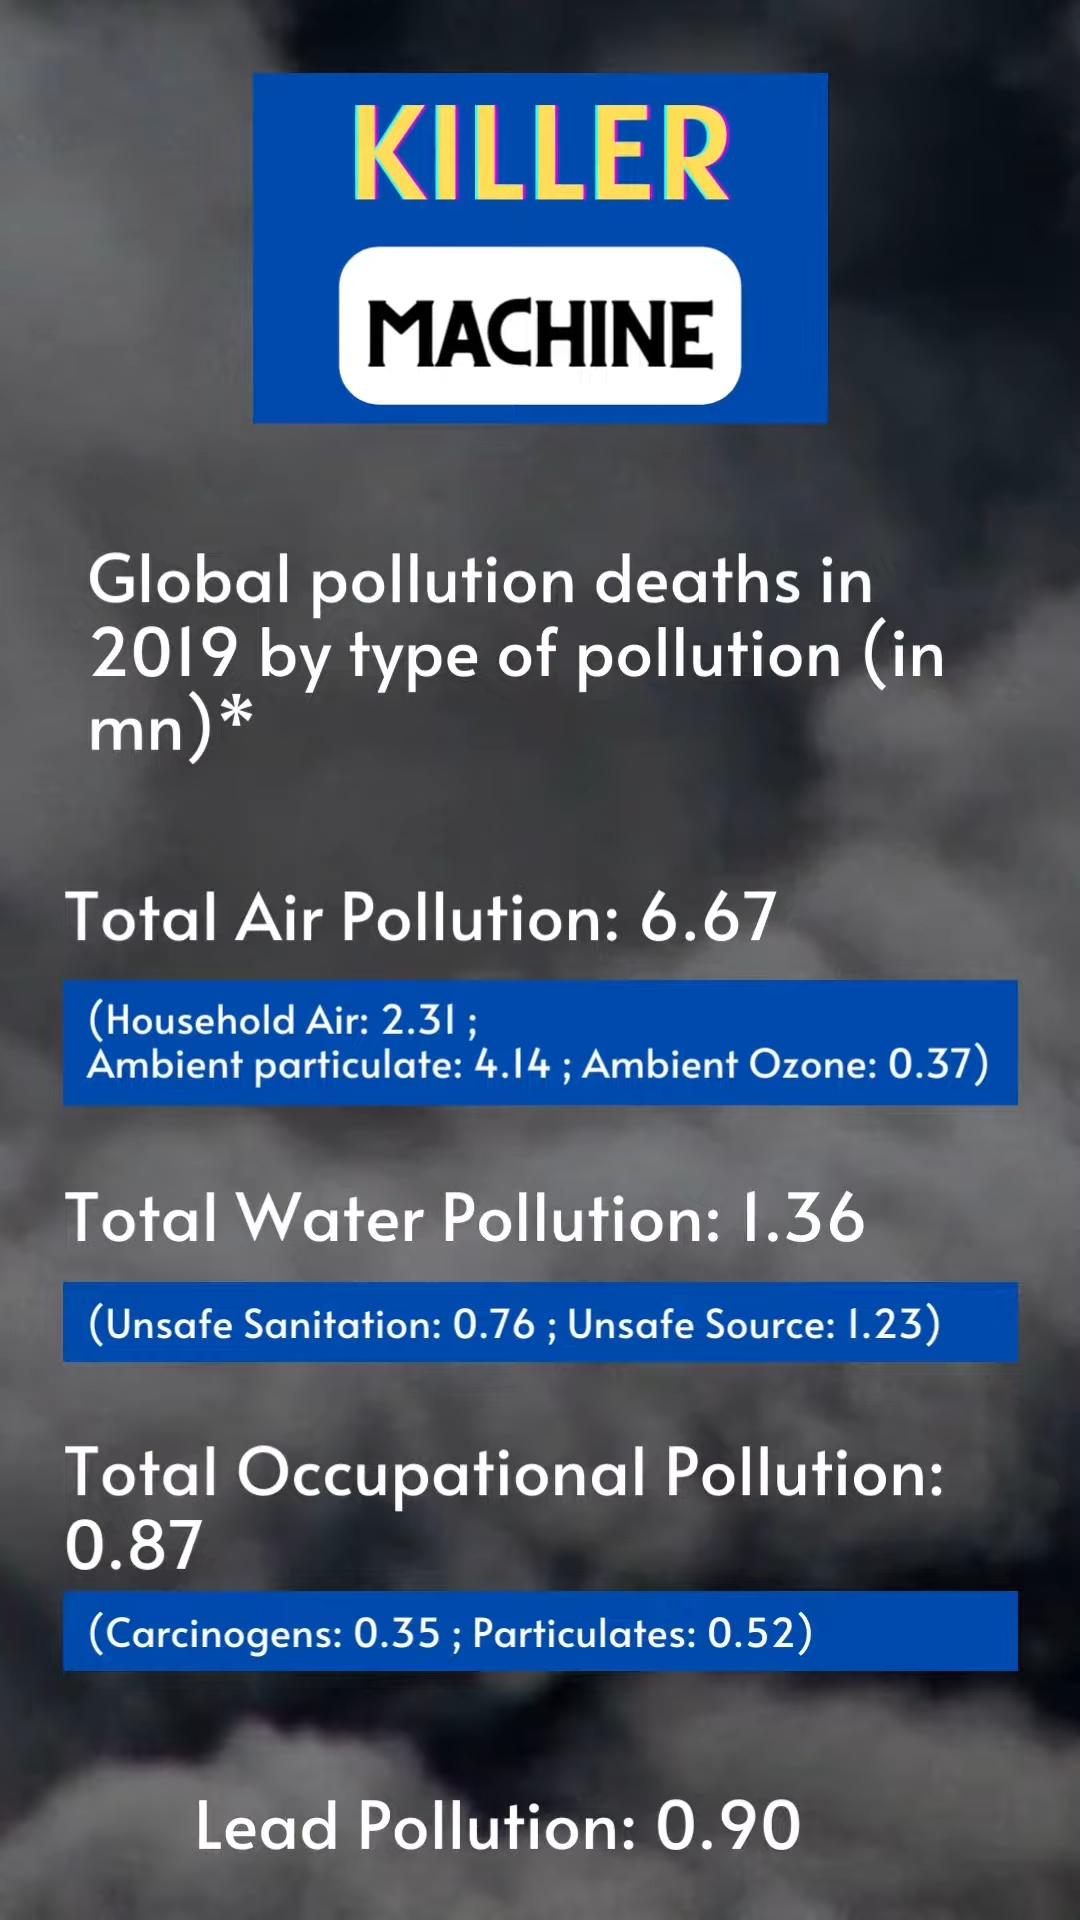 KILLER
MACHINE
Global pollution deaths in
2019 by type of pollution (in
mn)*
Total Air Pollution: 6.67
(Household Air: 2.31 ;
Ambient particulate: 4.14 ; Ambient Ozone: 0.37)
Total Water Pollution: 1.36
(Unsafe Sanitation: 0.76 ; Unsafe Source: 1.23)
Total Occupational Pollution:
0.87
(Carcinogens: 0.35 ; Particulates: 0.52)
Lead Pollution: 0.90